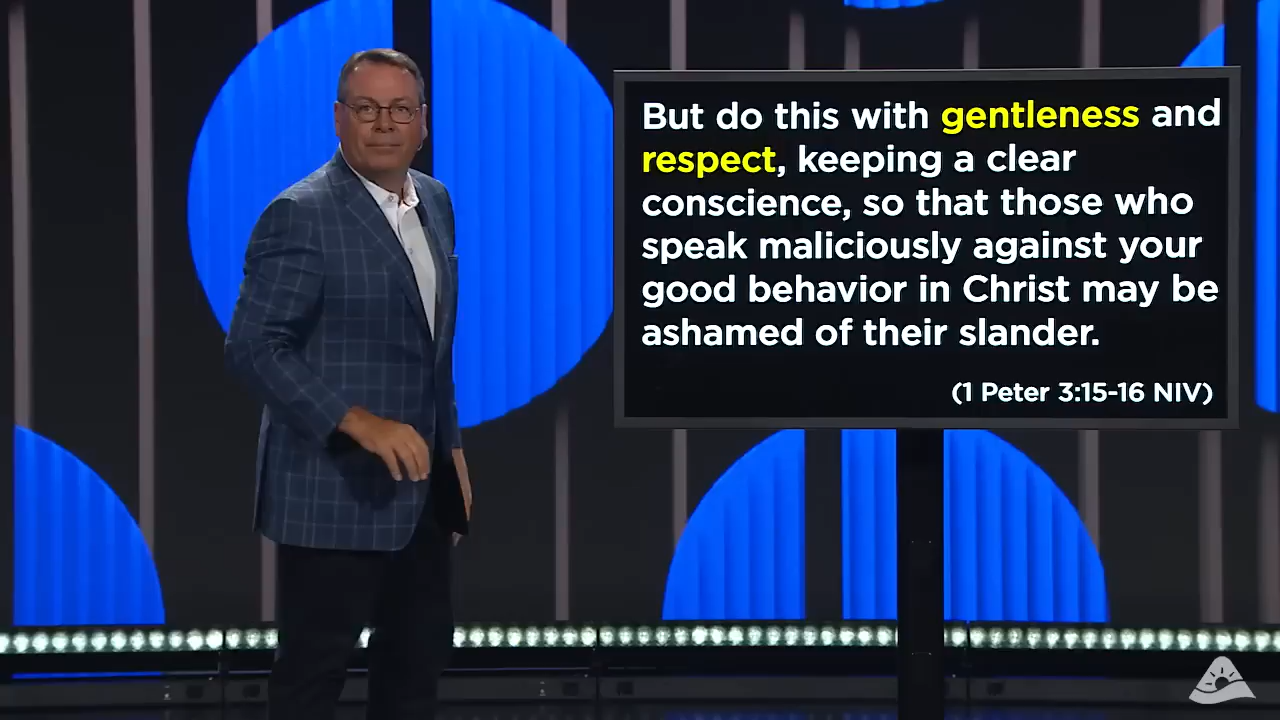 But do this with gentleness and
respect, keeping a clear
conscience, so that those who
speak maliciously against your
good behavior in Christ may be
ashamed of their slander.
(1 Peter 3:15-16 NIV)